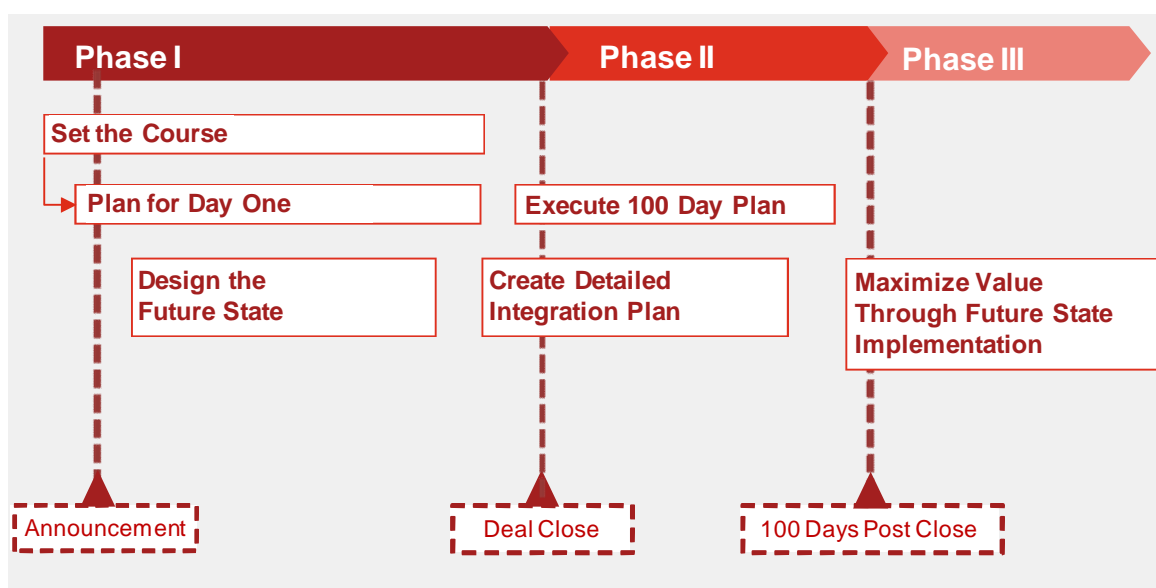 Phase I
Phase II
Phase III
Set the Course
Plan for Day One
Execute 100 Day Plan
Design the
Future State
Create Detailed
Integration Plan
Maximize Value
Through Future State
Implementation
Announcement
Deal Close
100 Days Post Close